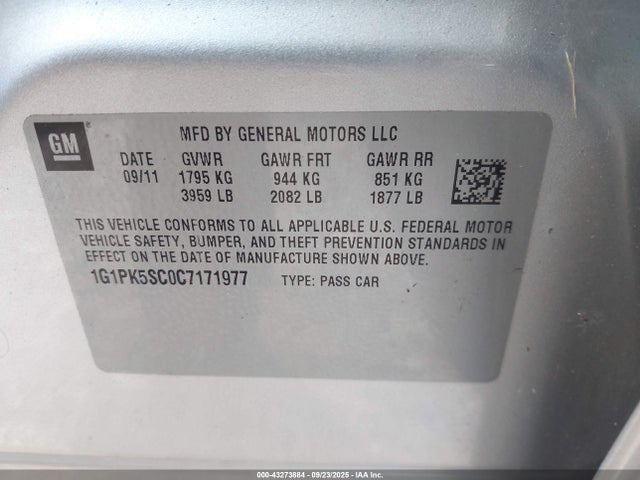 GM
MFD BY GENERAL MOTORS LLC
DATE GVWR GAWR FRT GAWR RR
09/11 1795 KG 944 KG 851 KG
3959 LB 2082 LB 1877 LB
THIS VEHICLE CONFORMS TO ALL APPLICABLE U.S. FEDERAL MOTOR
VEHICLE SAFETY, BUMPER, AND THEFT PREVENTION STANDARDS IN
EFFECT ON THE DATE OF MANUFACTURE SHOWN ABOVE.
1G1PK5SC0C7171977 TYPE: PASS CAR
000-43273884 - 09/23/2025 - IAA Inc.